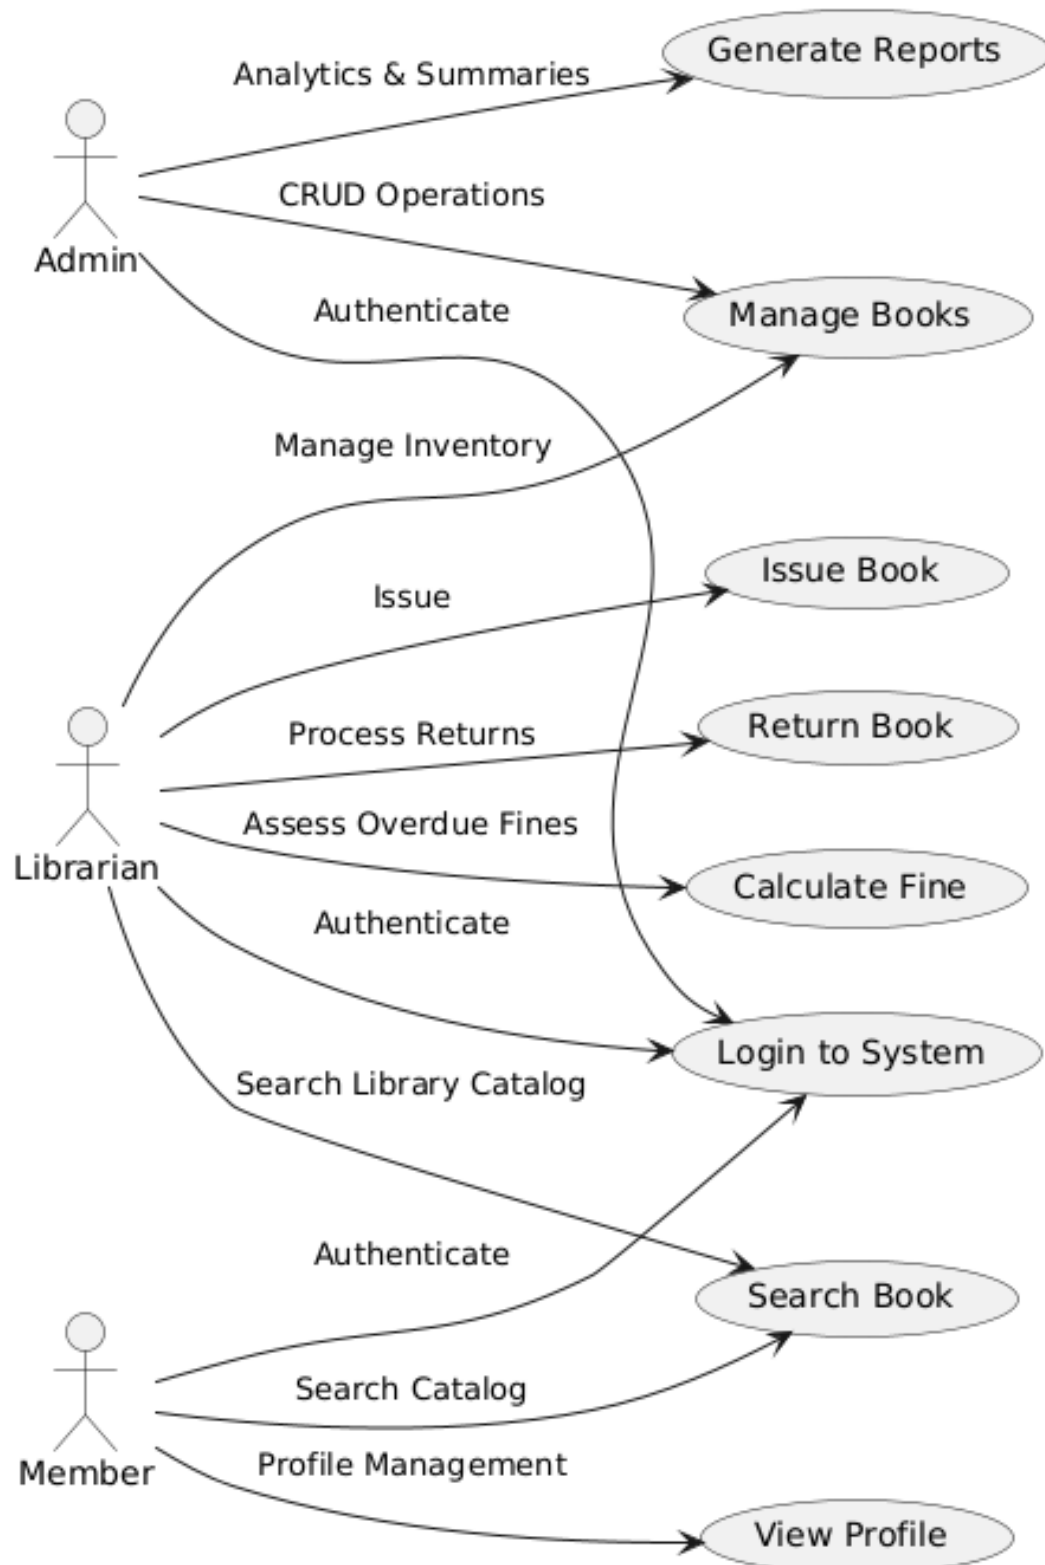 Generate Reports
Analytics & Summaries
CRUD Operations
Admin
Authenticate
Manage Books
Manage Inventory
Issue Book
Issue
Return Book
Process Returns
Assess Overdue Fines
Librarian
Calculate Fine
Authenticate
Login to System
Search Library Catalog
Authenticate
Search Book
Search Catalog
Profile Management
Member
View Profile